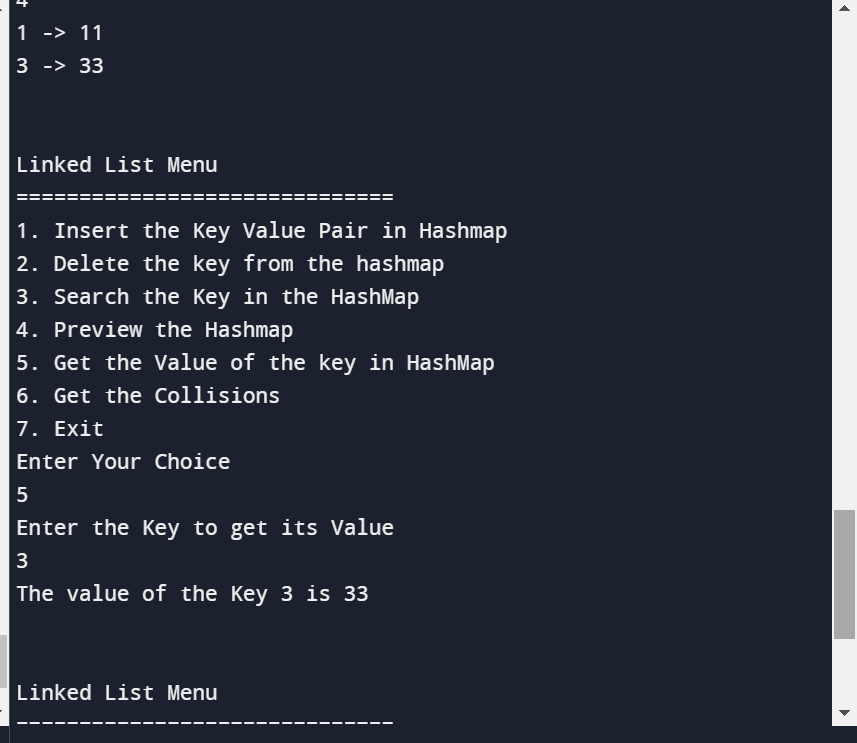 4
1 -> 11
3 -> 33
Linked List Menu
==============================
1. Insert the Key Value Pair in Hashmap
2. Delete the key from the hashmap
3. Search the Key in the HashMap
4. Preview the Hashmap
5. Get the Value of the key in HashMap
6. Get the Collisions
7. Exit
Enter Your Choice
5
Enter the Key to get its Value
3
The value of the Key 3 is 33
Linked List Menu
------------------------------